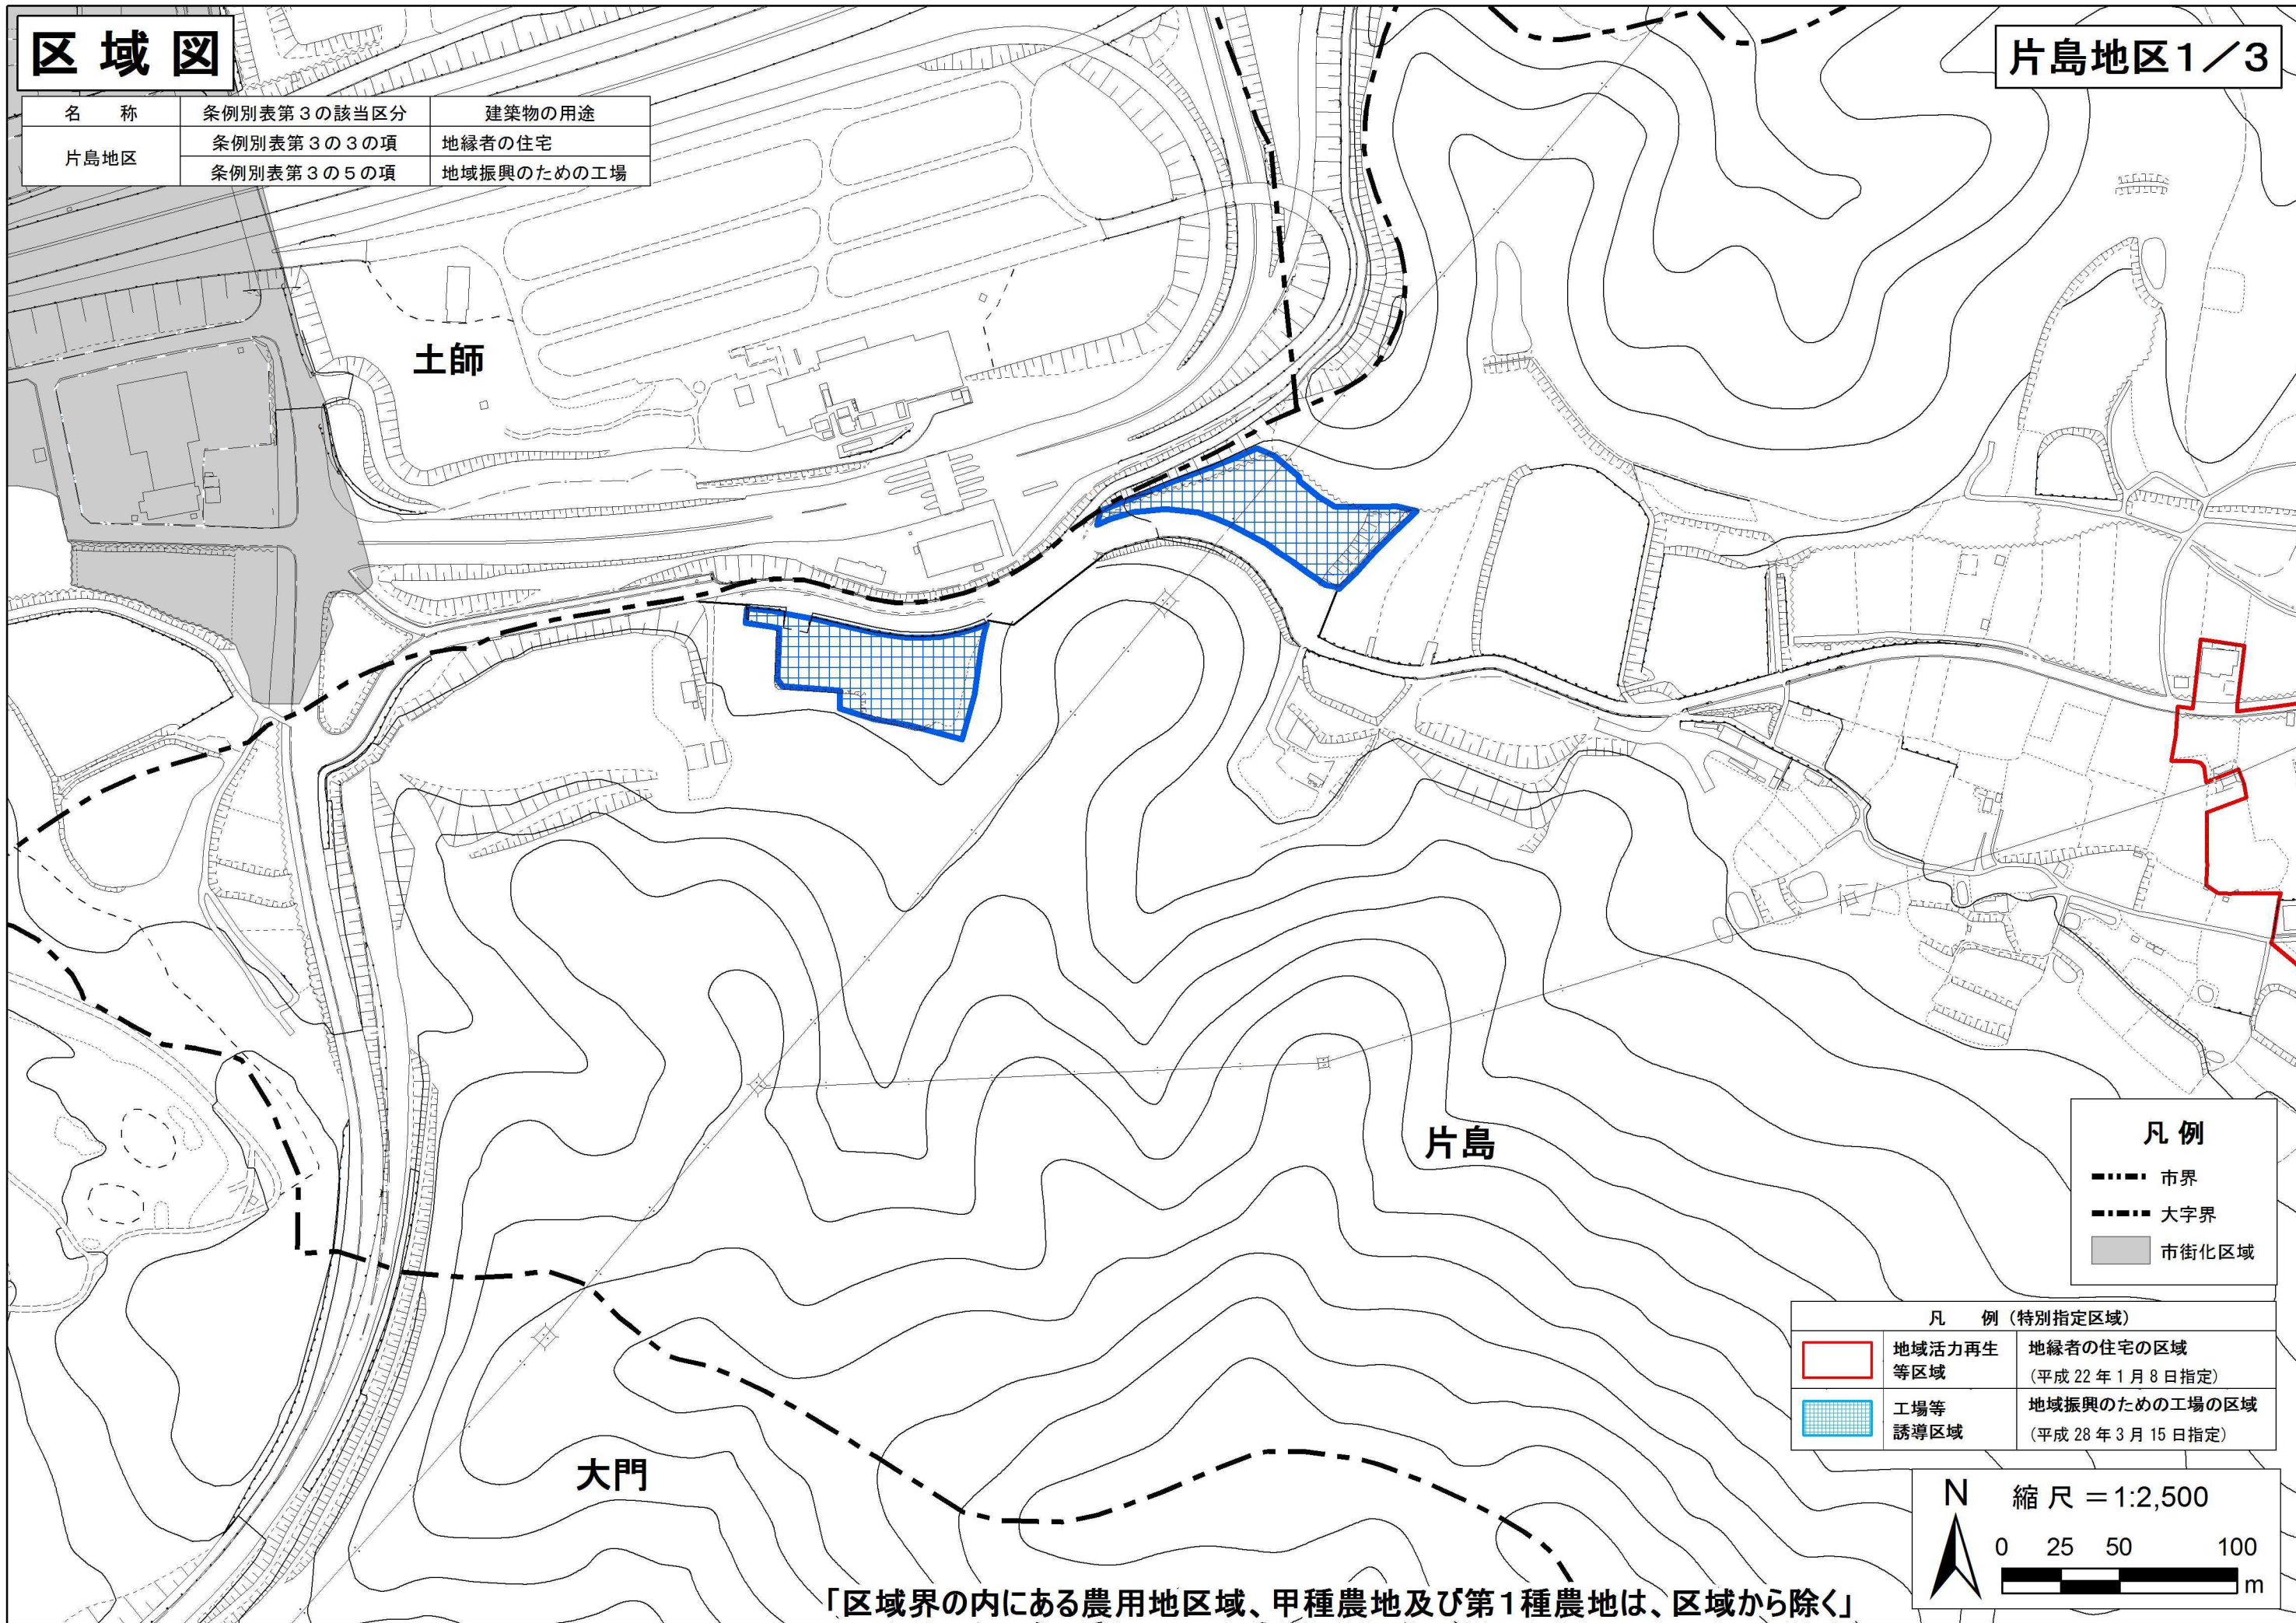 区 域 図
片島地区1／3
名　称 条例別表第３の該当区分 建築物の用途
片島地区 条例別表第３の３の項 地縁者の住宅
条例別表第３の５の項 地域振興のための工場
土師
片島
大門
凡 例
市界
大字界
市街化区域
凡　例（特別指定区域）
地域活力再生
等区域
地縁者の住宅の区域
（平成 22 年 1 月 8 日指定）
工場等
誘導区域
地域振興のための工場の区域
（平成 28 年 3 月 15 日指定）
N 縮 尺 ＝1:2,500
0 25 50 100
m
「区域界の内にある農用地区域、甲種農地及び第１種農地は、区域から除く」